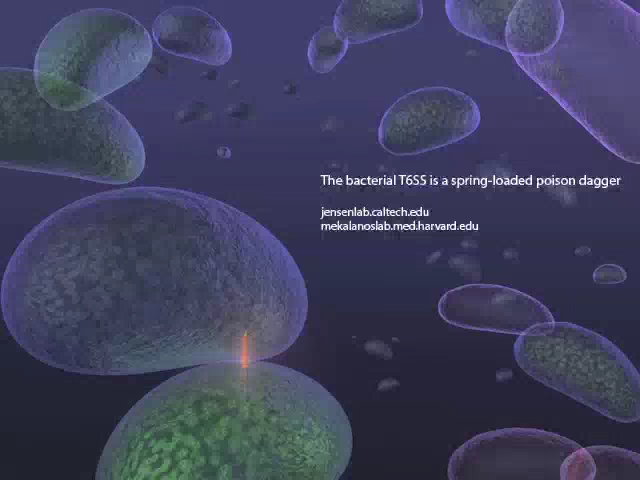 The bacterial T6SS is a spring-loaded poison dagger
jensenlab.caltech.edu
mekalanoslab.med.harvard.edu